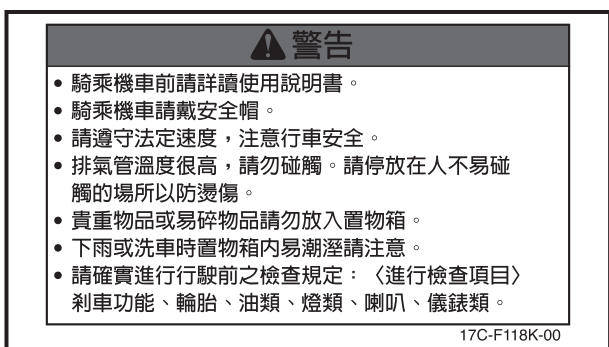 警告
• 騎乘機車前請詳讀使用說明書。
• 騎乘機車請戴安全帽。
• 請遵守法定速度，注意行車安全。
• 排氣管溫度很高，請勿碰觸。請停放在人不易碰
觸的場所以防燙傷。
• 貴重物品或易碎物品請勿放入置物箱。
• 下雨或洗車時置物箱內易潮溼請注意。
• 請確實進行行駛前之檢查規定：〈進行檢查項目〉
剎車功能、輪胎、油類、燈類、喇叭、儀錶類。
17C-F118K-00